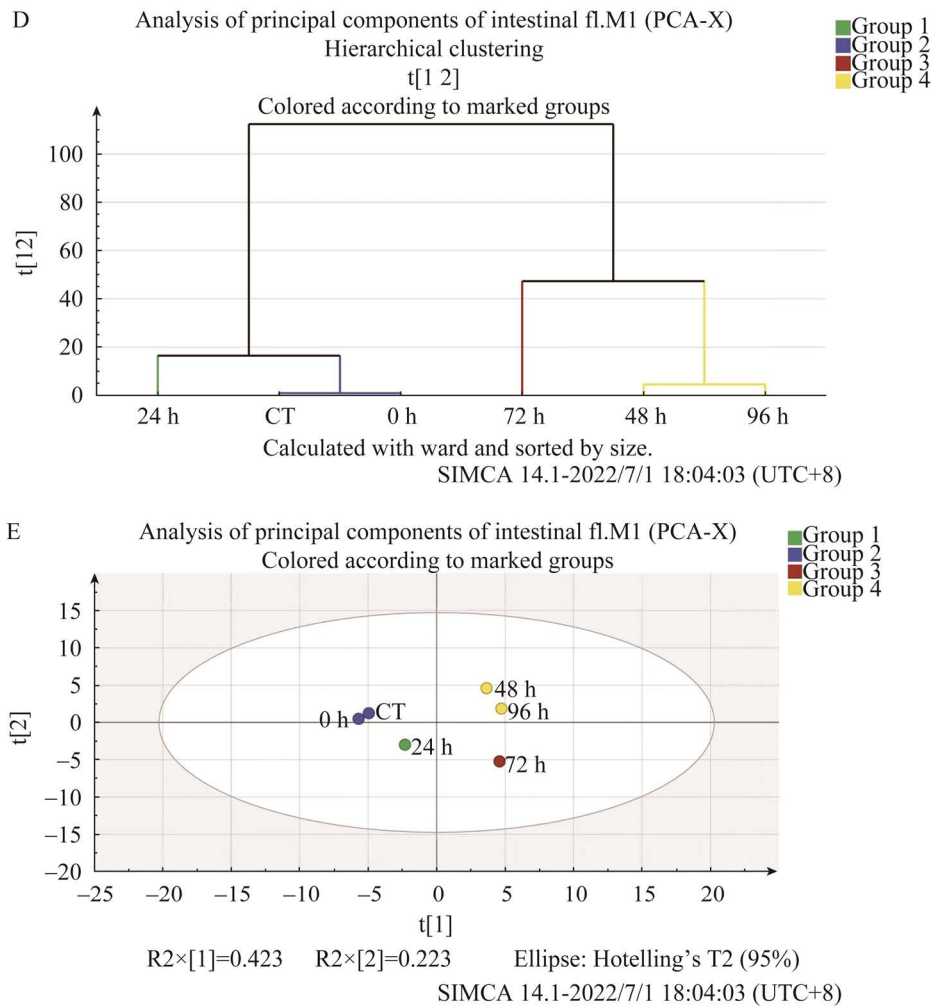 D
Analysis of principal components of intestinal fl.M1 (PCA-X)
Hierarchical clustering
t[1 2]
Colored according to marked groups
Group 1
Group 2
Group 3
Group 4
t[12]
100
80
60
40
20
0
24 h CT 0 h 72 h 48 h 96 h
Calculated with ward and sorted by size.
SIMCA 14.1-2022/7/1 18:04:03 (UTC+8)
E
Analysis of principal components of intestinal fl.M1 (PCA-X)
Colored according to marked groups
Group 1
Group 2
Group 3
Group 4
t[2]
15
10
5
0
−5
−10
−15
−20
48 h
96 h
0 h
CT
24 h
72 h
−25 −20 −15 −10 −5 0 5 10 15 20
t[1]
R2×[1]=0.423 R2×[2]=0.223 Ellipse: Hotelling’s T2 (95%)
SIMCA 14.1-2022/7/1 18:04:03 (UTC+8)